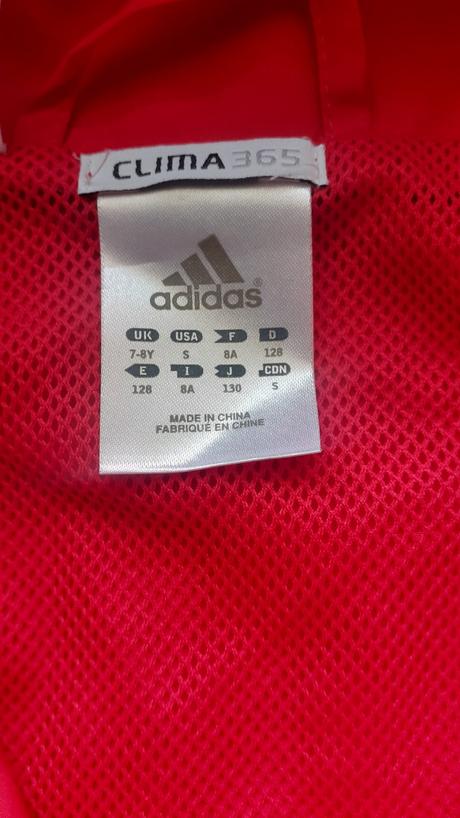 CLIMA365
adidas®
UK USA F D
7-8Y S 8A 128
E I J CDN
128 8A 130 S
MADE IN CHINA
FABRIQUÉ EN CHINE